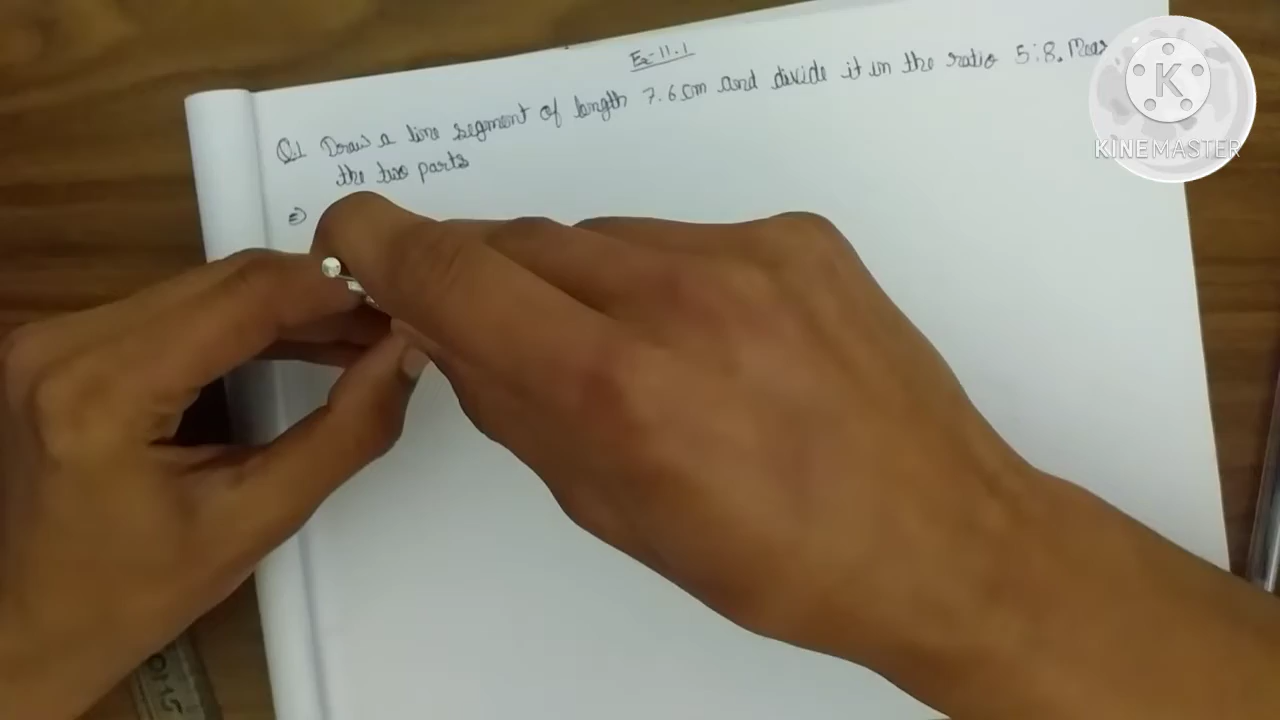 Ex-11.1
Q.1 Draw a line segment of length 7.6 cm and divide it in the ratio 5:8. Meas
the two parts
K
KINEMASTER